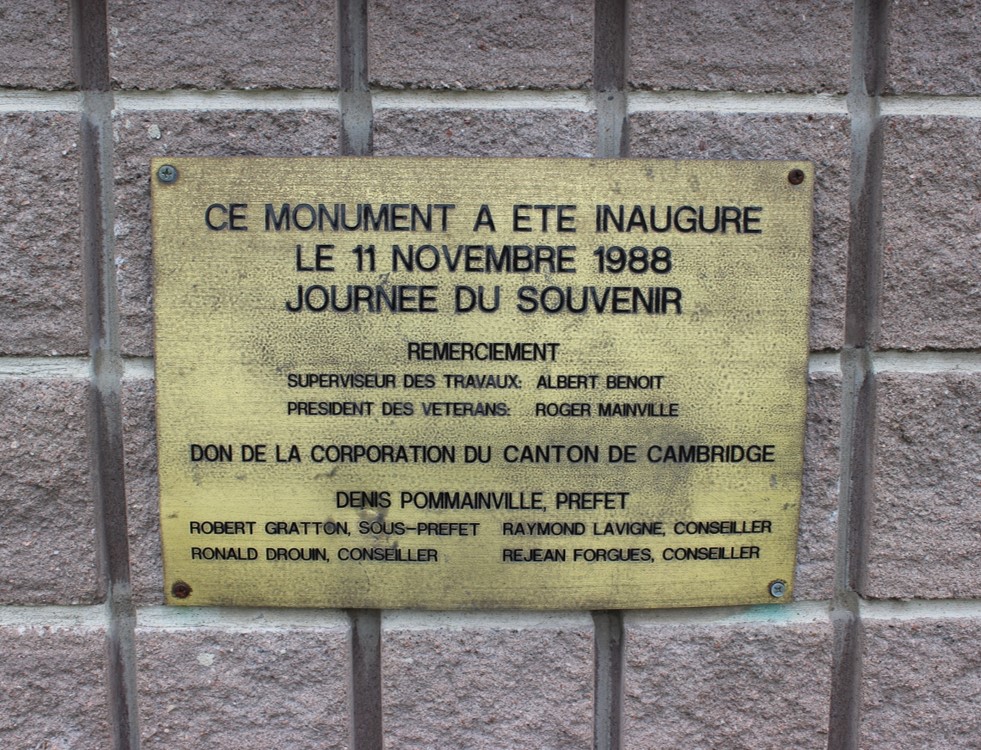 CE MONUMENT A ETE INAUGURE
LE 11 NOVEMBRE 1988
JOURNÉE DU SOUVENIR
REMERCIEMENT
SUPERVISEUR DES TRAVAUX: ALBERT BENOIT
PRESIDENT DES VETERANS: ROGER MAINVILLE
DON DE LA CORPORATION DU CANTON DE CAMBRIDGE
DENIS POMMAINVILLE, PREFET
ROBERT GRATTON, SOUS-PREFET RAYMOND LAVIGNE, CONSEILLER
RONALD DROUIN, CONSEILLER REJEAN FORGUES, CONSEILLER